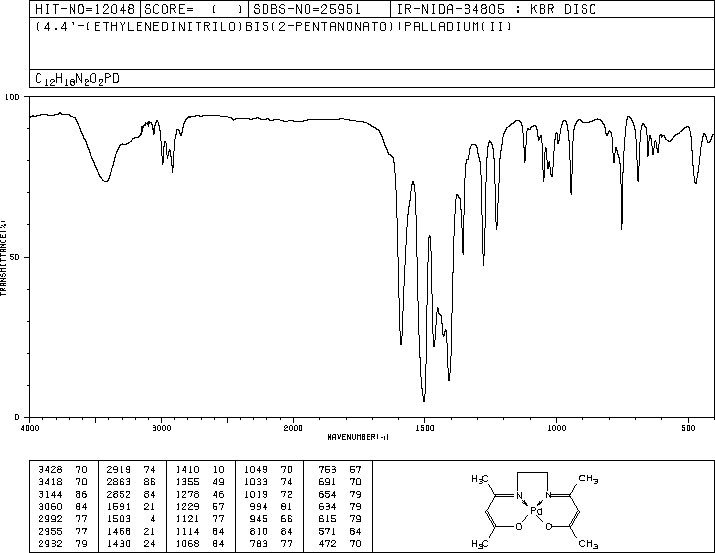 HIT-NO=12048 SCORE= ( ) SDBS-NO=25951 IR-NIDA-34805 : KBR DISC
(4,4'-(ETHYLENEDINITRILO)BIS(2-PENTANONATO))PALLADIUM(II)
C12H18N2O2PD
100
50
0
TRANSMITTANCE(%)
4000 3000 2000 1500 1000 500
WAVENUMBER(-1)
3428 70 2919 74 1410 10 1049 70 753 57
3418 70 2863 86 1355 49 1033 74 691 70
3144 86 2852 84 1278 46 1019 72 654 79
3060 84 1591 21 1229 57 994 81 634 79
2992 77 1503 4 1121 77 945 66 615 79
2955 77 1468 21 1114 84 810 84 571 84
2932 79 1430 24 1068 84 783 77 472 70
H3C CH3
N N
Pd
O O
CH3 H3C